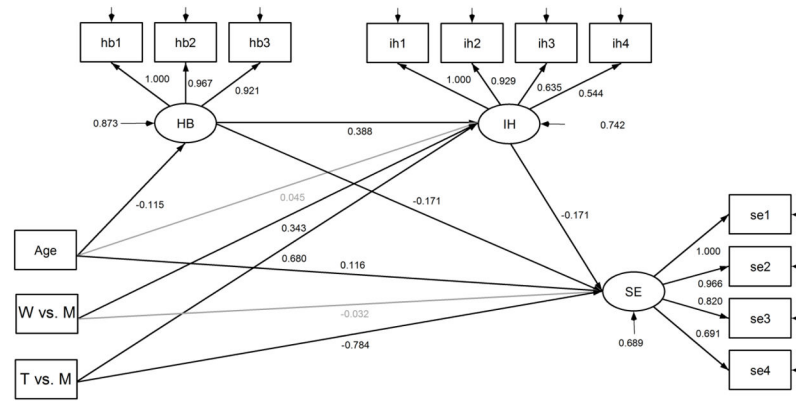 hb1 hb2 hb3 ih1 ih2 ih3 ih4
1.000 0.967 0.921 1.000 0.929 0.635 0.544
0.873 HB 0.388 IH 0.742
-0.115 0.045 -0.171 -0.171
0.343
Age 0.680 0.116
W vs. M -0.032
T vs. M -0.784
SE
0.689
1.000 se1
0.966 se2
0.820 se3
0.691 se4